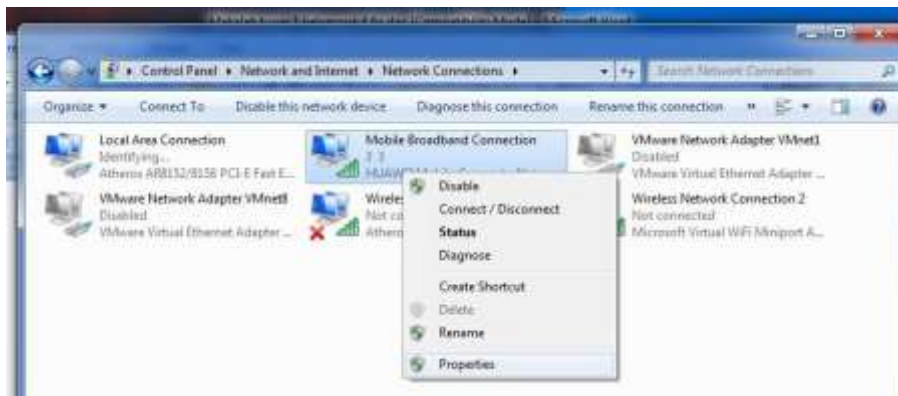 Control Panel ▸ Network and Internet ▸ Network Connections ▸
Search Network Connections
Organize
Connect To
Disable this network device
Diagnose this connection
Rename this connection
»
Local Area Connection
Identifying...
Atheros AR8152/8158 PCI-E Fast E...
Mobile Broadband Connection
3 3
VMware Network Adapter VMnet1
Disabled
VMware Virtual Ethernet Adapter ...
VMware Network Adapter VMnet8
Disabled
VMware Virtual Ethernet Adapter ...
Wireless Network Connection 2
Not connected
Microsoft Virtual WiFi Miniport A...
Disable
Connect / Disconnect
Status
Diagnose
Create Shortcut
Delete
Rename
Properties